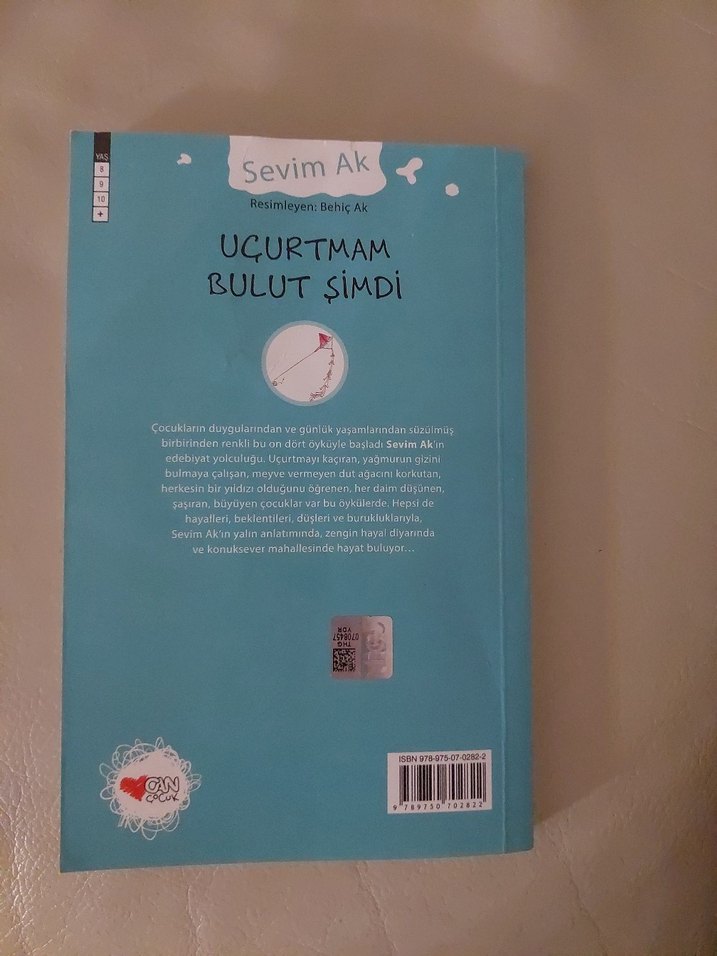 YAŞ
8
9
10
+
Sevim Ak
Resimleyen: Behiç Ak
UÇURTMAM
BULUT ŞİMDİ
Çocukların duygularından ve günlük yaşamlarından süzülmüş
birbirinden renkli bu on dört öyküyle başladı Sevim Ak'ın
edebiyat yolculuğu. Uçurtmayı kaçıran, yağmurun gizini
bulmaya çalışan, meyve vermeyen dut ağacını korkutan,
herkesin bir yıldızı olduğunu öğrenen, her daim düşünen,
şaşıran, büyüyen çocuklar var bu öykülerde. Hepsi de
hayalleri, beklentileri, düşleri ve burukluklarıyla,
Sevim Ak'ın yalın anlatımında, zengin hayal diyarında
ve konuksever mahallesinde hayat buluyor...
THG
YDR
0708457
CAN
ÇOCUK
ISBN 978-975-07-0282-2
9 789750 702822